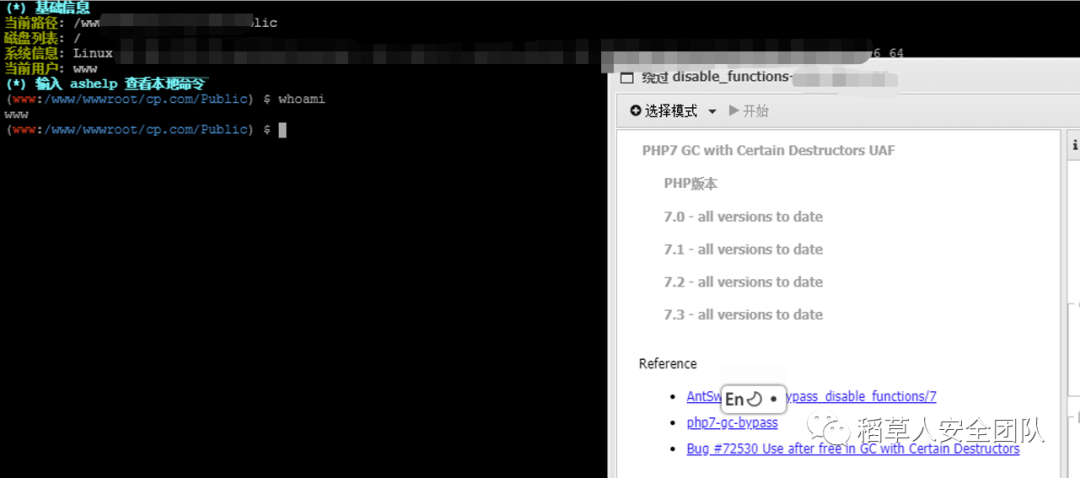 (*) 基础信息
当前路径: /www lic
磁盘列表: /
系统信息: Linux 6_64
当前用户: www
(*) 输入 ashelp 查看本地命令
(www:/www/wwwroot/cp.com/Public) $ whoami
www
(www:/www/wwwroot/cp.com/Public) $
绕过 disable_functions-
选择模式 开始
PHP7 GC with Certain Destructors UAF
PHP版本
7.0 - all versions to date
7.1 - all versions to date
7.2 - all versions to date
7.3 - all versions to date
Reference
AntSw ypass_disable_functions/7
En
php7-gc-bypass
Bug #72530 Use after free in GC with Certain Destructors
稻草人安全团队